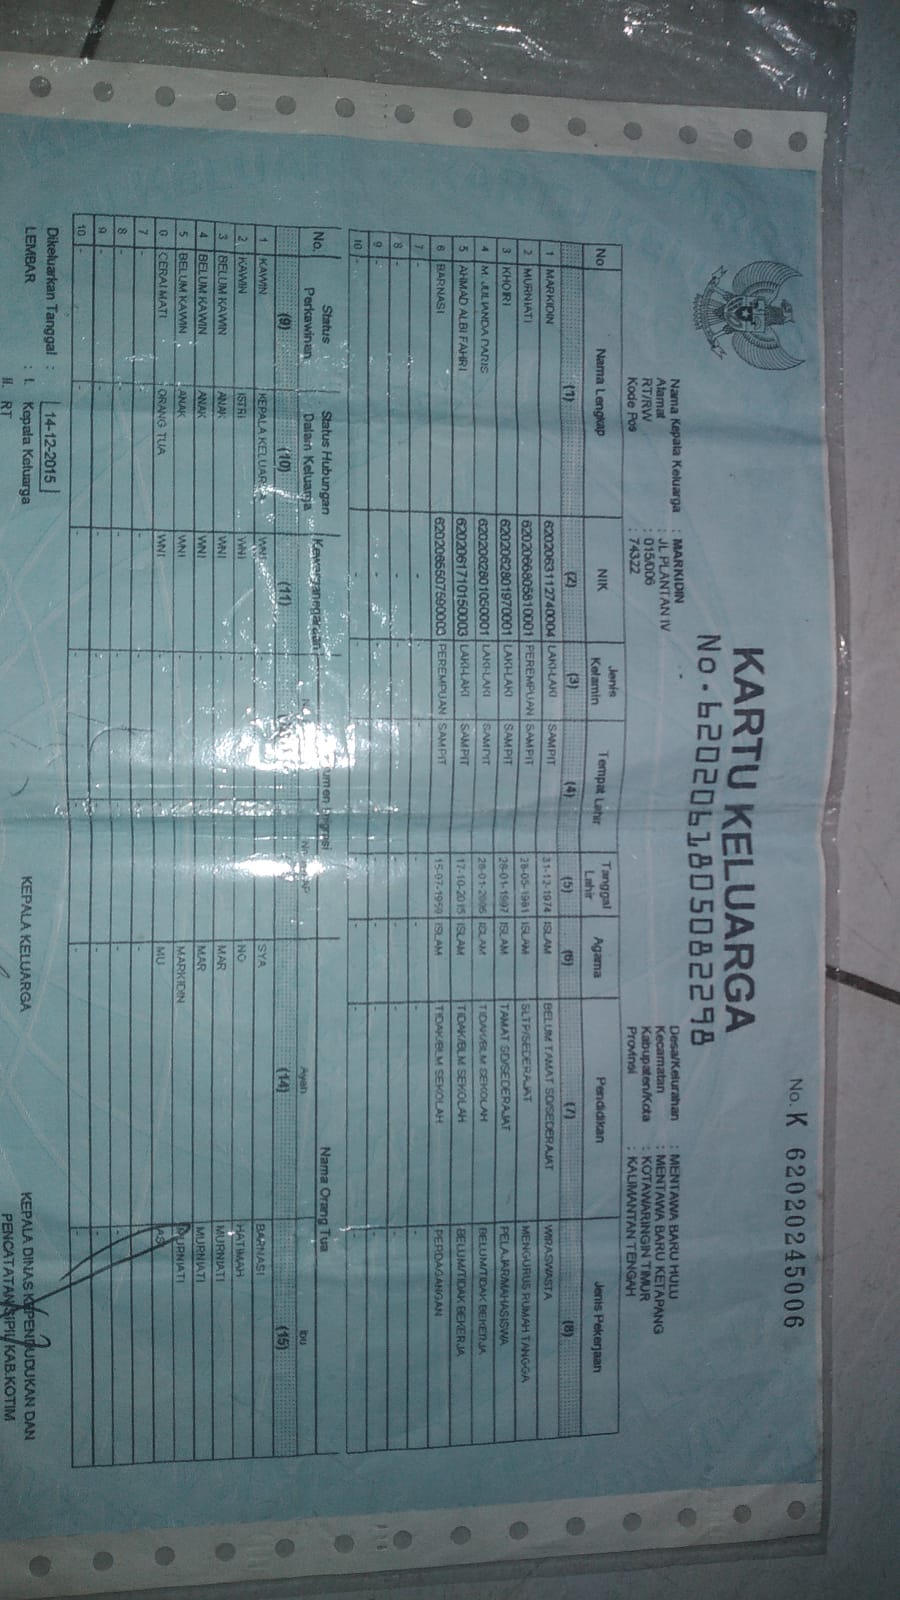 No. K 62020245006
KARTU KELUARGA
No. 6202061805082298
Nama Kepala Keluarga : MARKIDIN
Alamat : JL PLANTAN IV
RT/RW : 015/006
Kode Pos : 74322
Desa/Kelurahan : MENTAWA BARU HULU
Kecamatan : MENTAWA BARU KETAPANG
Kabupaten/Kota : KOTAWARINGIN TIMUR
Provinsi : KALIMANTAN TENGAH
No Nama Lengkap NIK Jenis Kelamin Tempat Lahir Tanggal Lahir Agama Pendidikan Jenis Pekerjaan
(1) (2) (3) (4) (5) (6) (7) (8)
1 MARKIDIN 6202063112740004 LAKI-LAKI SAMPIT 31-12-1974 ISLAM BELUM TAMAT SD/SEDERAJAT WIRASWASTA
2 MURNIATI 6202066805810001 PEREMPUAN SAMPIT 28-05-1981 ISLAM SLTP/SEDERAJAT MENGURUS RUMAH TANGGA
3 KHOIRI 6202062801970001 LAKI-LAKI SAMPIT 28-01-1997 ISLAM TAMAT SD/SEDERAJAT PELAJAR/MAHASISWA
4 M. JULIANDA DARIS 6202062601050001 LAKI-LAKI SAMPIT 26-01-2005 ISLAM TIDAK/BLM SEKOLAH BELUM/TIDAK BEKERJA
5 AHMAD ALBI FAHRI 6202061710150003 LAKI-LAKI SAMPIT 17-10-2015 ISLAM TIDAK/BLM SEKOLAH BELUM/TIDAK BEKERJA
6 BARNASI 6202065507590003 PEREMPUAN SAMPIT 15-07-1959 ISLAM TIDAK/BLM SEKOLAH PERDAGANGAN
7 - - - - - - - -
8 - - - - - - - -
9 - - - - - - - -
10 - - - - - - - -
No. Status Perkawinan Status Hubungan Dalam Keluarga Kewarganegaraan Nama Orang Tua
Ayah Ibu
(9) (10) (11) (14) (15)
1 KAWIN KEPALA KELUARGA WNI - SYA BARNASI
2 KAWIN ISTRI WNI - NO HATIMAH
3 BELUM KAWIN ANAK WNI - MAR MURNIATI
4 BELUM KAWIN ANAK WNI - MAR MURNIATI
5 BELUM KAWIN ANAK WNI - MARKIDIN MURNIATI
6 CERAI MATI ORANG TUA WNI - MU AS
7 - - - - - -
8 - - - - - -
9 - - - - - -
10 - - - - - -
Dikeluarkan Tanggal : 14-12-2015
LEMBAR : I. Kepala Keluarga
II. RT
KEPALA KELUARGA
KEPALA DINAS KEPENDUDUKAN DAN
PENCATATAN SIPIL KAB.KOTIM